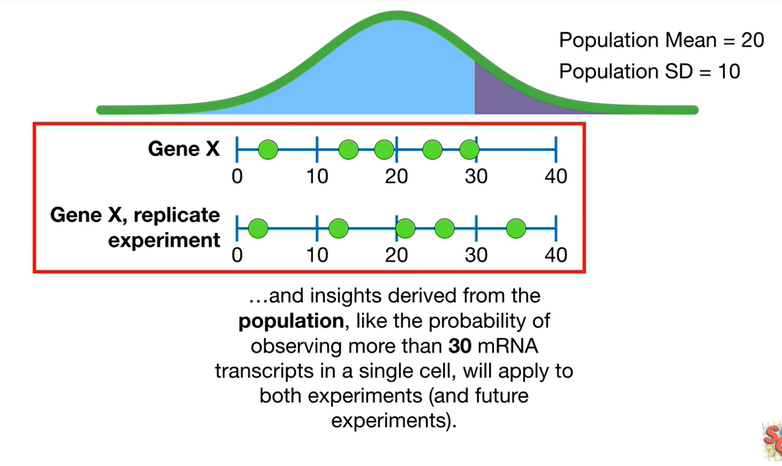 Population Mean = 20
Population SD = 10
Gene X
0 10 20 30 40
Gene X, replicate
experiment
0 10 20 30 40
…and insights derived from the
population, like the probability of
observing more than 30 mRNA
transcripts in a single cell, will apply to
both experiments (and future
experiments).